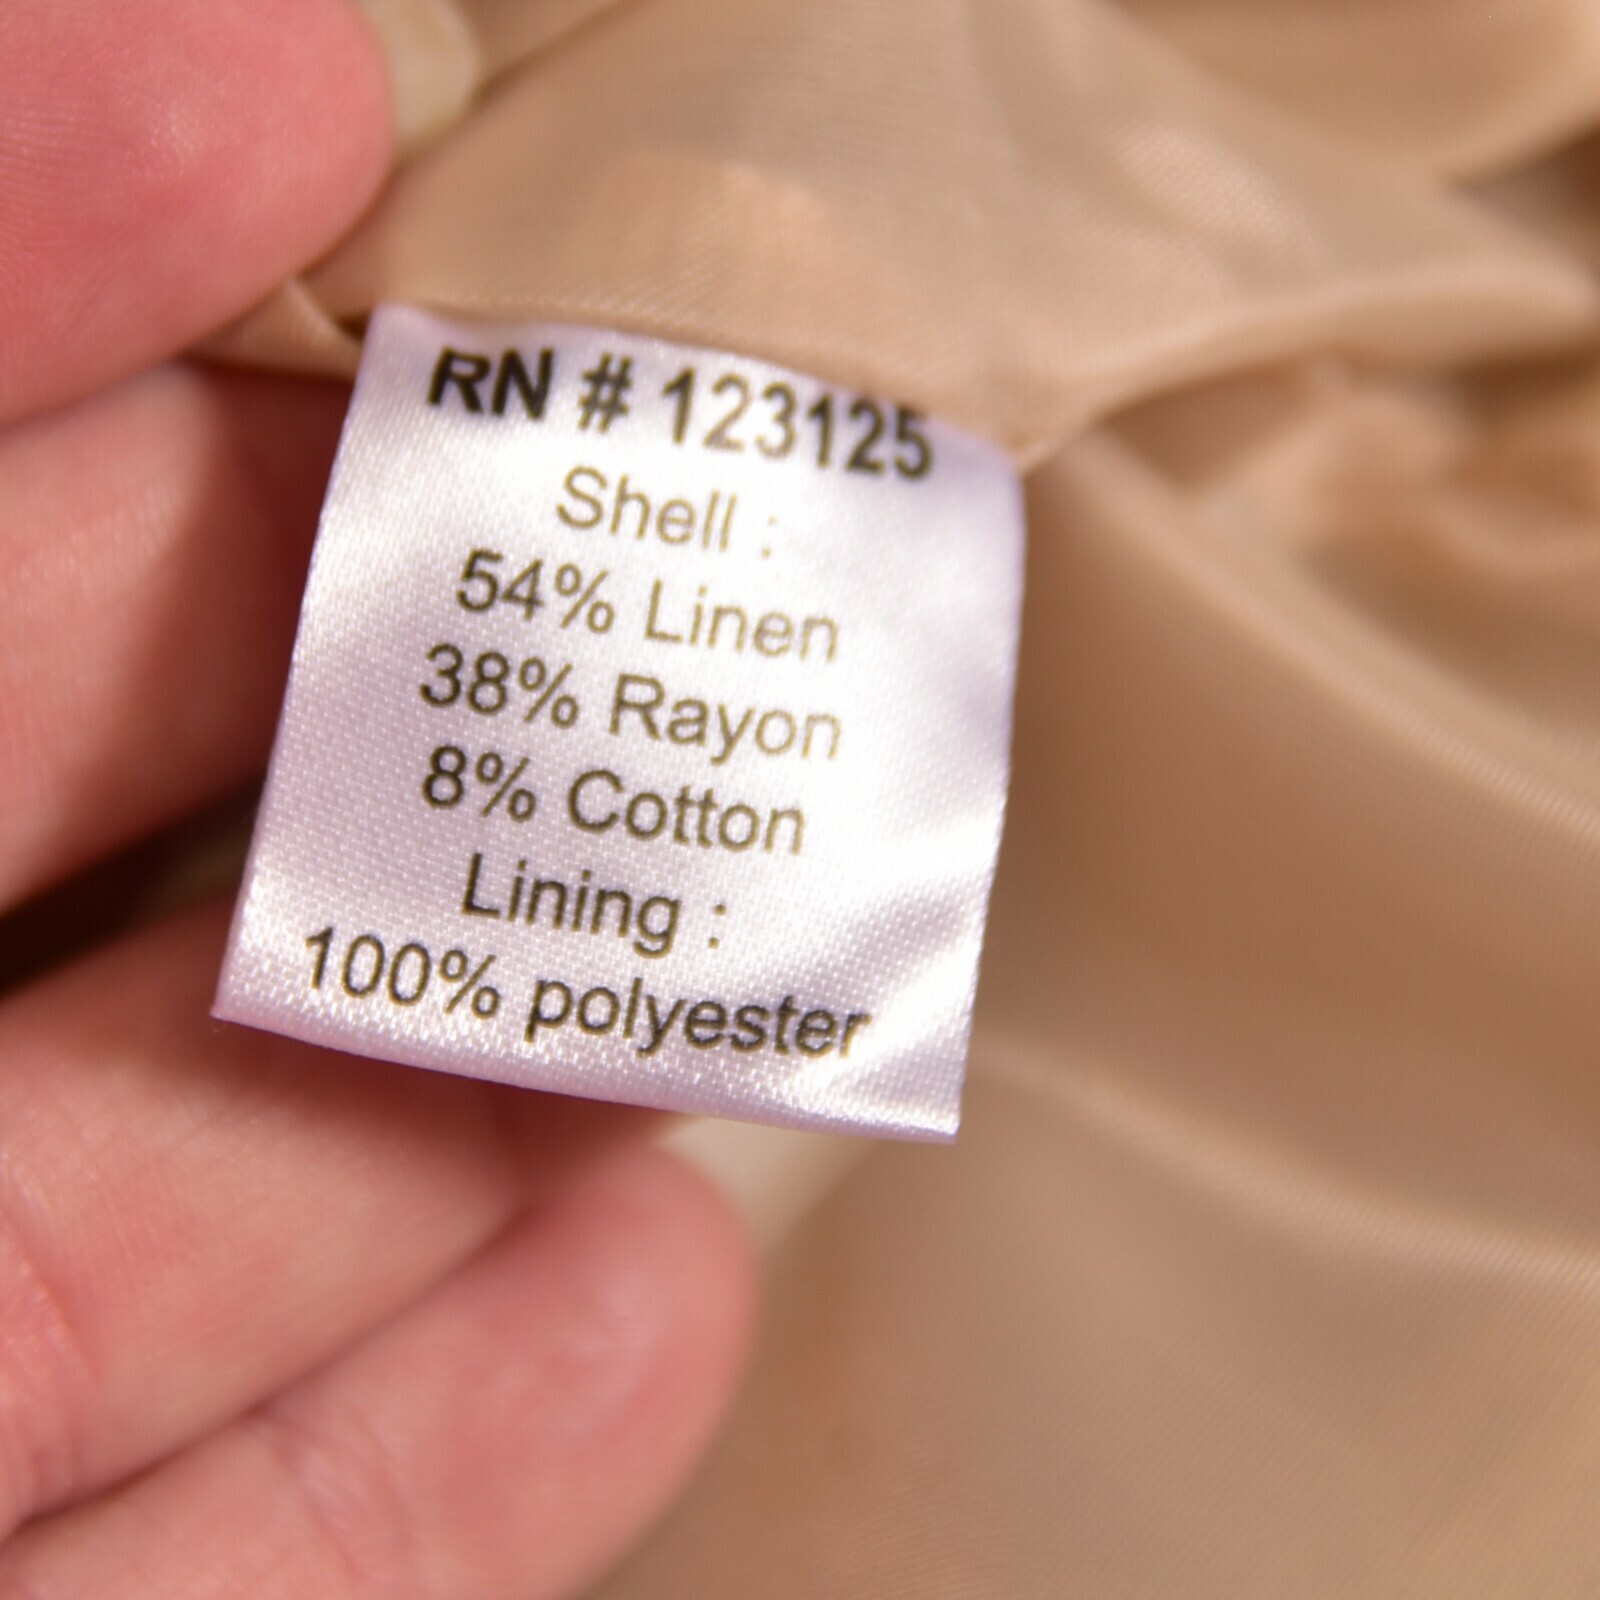 RN # 123125
Shell :
54% Linen
38% Rayon
8% Cotton
Lining :
100% polyester